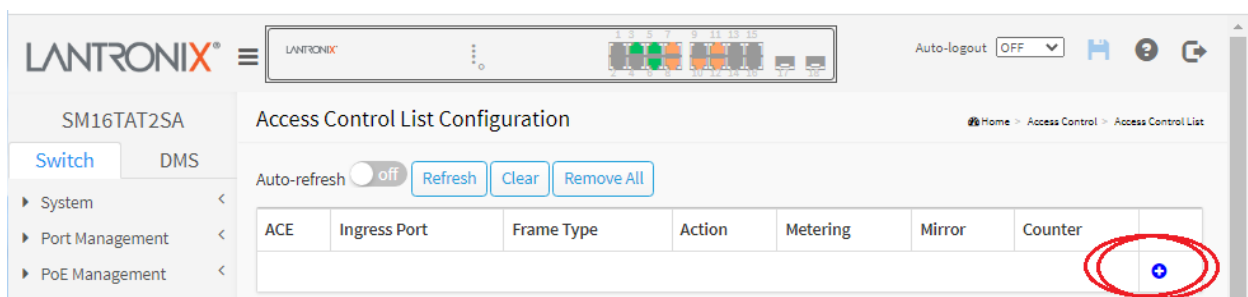 LANTRONIX®
LANTRONIX
1 3 5 7 9 11 13 15
2 4 6 8 10 12 14 16 17 18
Auto-logout OFF
SM16TAT2SA
Access Control List Configuration
Home > Access Control > Access Control List
Switch DMS
Auto-refresh off Refresh Clear Remove All
System
Port Management
PoE Management
ACE Ingress Port Frame Type Action Metering Mirror Counter